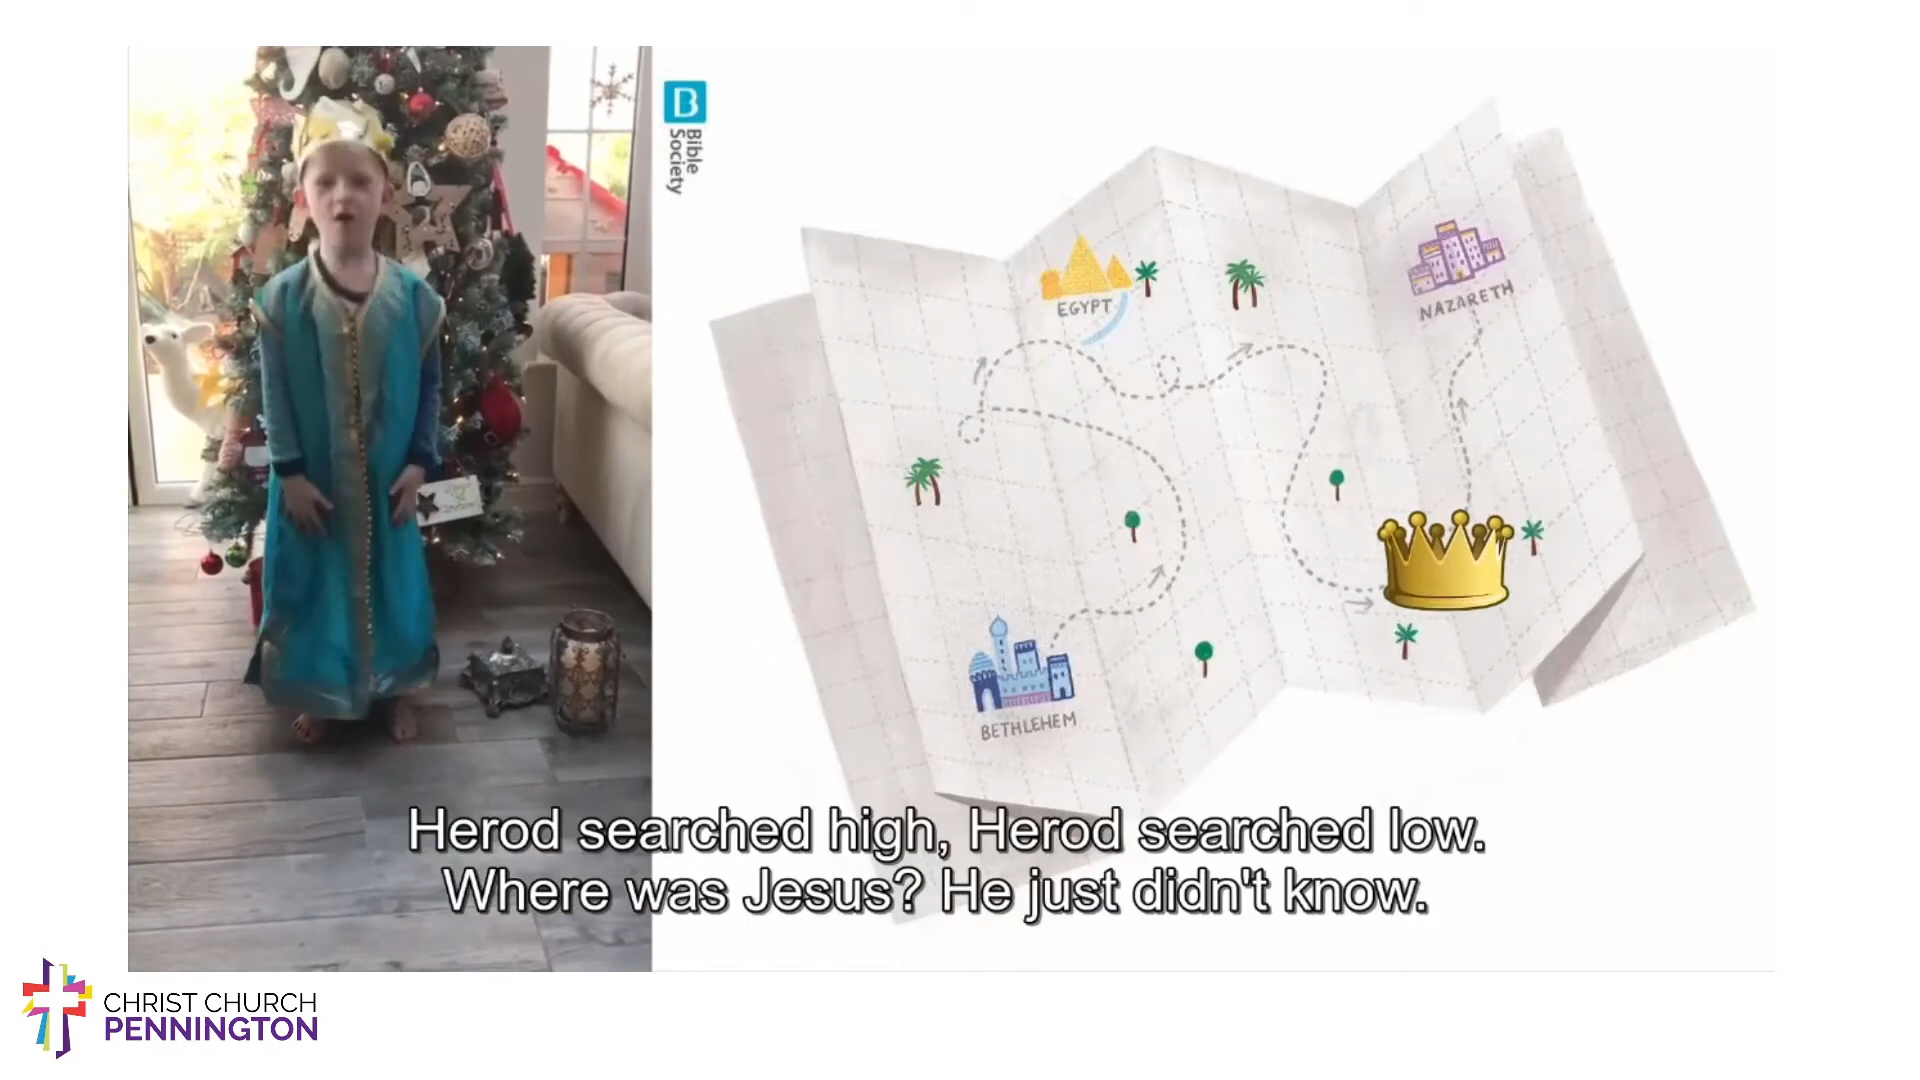 B
Bible
Society
EGYPT
NAZARETH
BETHLEHEM
Herod searched high, Herod searched low.
Where was Jesus? He just didn't know.
CHRIST CHURCH
PENNINGTON